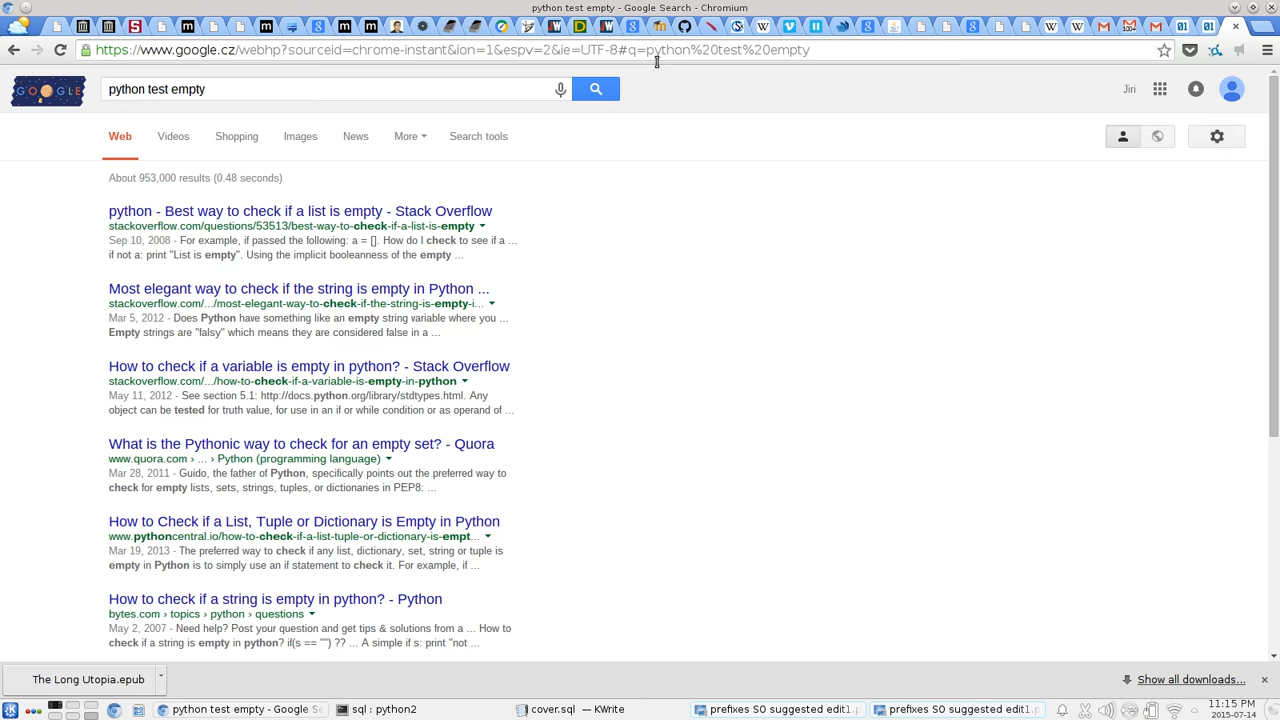 python test empty - Google Search - Chromium
https://www.google.cz/webhp?sourceid=chrome-instant&ion=1&espv=2&ie=UTF-8#q=python%20test%20empty
GOOGLE
python test empty
Jiri
Web Videos Shopping Images News More Search tools
About 953,000 results (0.48 seconds)
python - Best way to check if a list is empty - Stack Overflow
stackoverflow.com/questions/53513/best-way-to-check-if-a-list-is-empty
Sep 10, 2008 - For example, if passed the following: a = []. How do I check to see if a ...
if not a: print "List is empty". Using the implicit booleanness of the empty ...
Most elegant way to check if the string is empty in Python ...
stackoverflow.com/.../most-elegant-way-to-check-if-the-string-is-empty-i...
Mar 5, 2012 - Does Python have something like an empty string variable where you ...
Empty strings are "falsy" which means they are considered false in a ...
How to check if a variable is empty in python? - Stack Overflow
stackoverflow.com/.../how-to-check-if-a-variable-is-empty-in-python
May 11, 2012 - See section 5.1: http://docs.python.org/library/stdtypes.html. Any
object can be tested for truth value, for use in an if or while condition or as operand of ...
What is the Pythonic way to check for an empty set? - Quora
www.quora.com › ... › Python (programming language)
Mar 28, 2011 - Guido, the father of Python, specifically points out the preferred way to
check for empty lists, sets, strings, tuples, or dictionaries in PEP8: ...
How to Check if a List, Tuple or Dictionary is Empty in Python
www.pythoncentral.io/how-to-check-if-a-list-tuple-or-dictionary-is-empt...
Mar 19, 2013 - The preferred way to check if any list, dictionary, set, string or tuple is
empty in Python is to simply use an if statement to check it. For example, if ...
How to check if a string is empty in python? - Python
bytes.com › topics › python › questions
May 2, 2007 - Need help? Post your question and get tips & solutions from a ... How to
check if a string is empty in python? if(s == "") ?? ... A simple if s: print "not ...
The Long Utopia.epub
Show all downloads...
python test empty - Google Se
sql : python2
cover.sql — KWrite
prefixes SO suggested edit1.p
prefixes SO suggested edit1.p
11:15 PM
2015-07-14